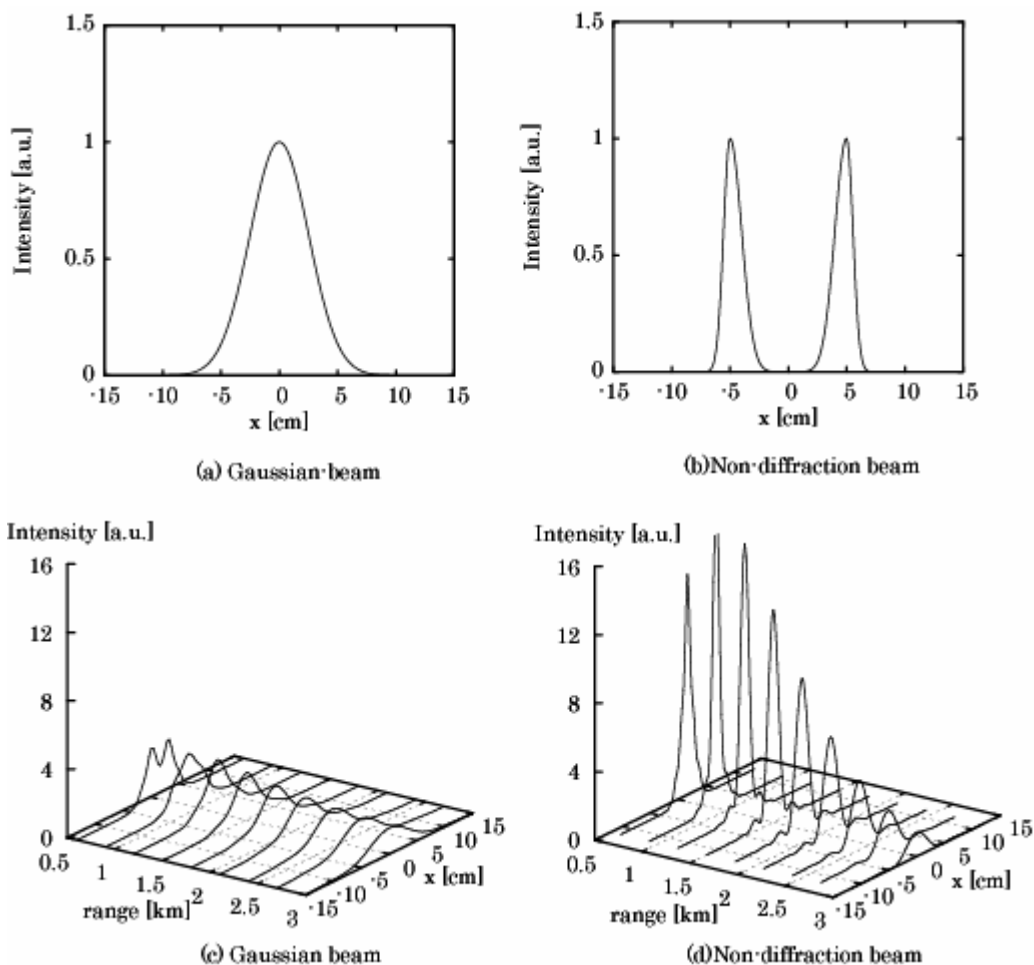 1.5
1
0.5
0
Intensity [a.u.]
-15 -10 -5 0 5 10 15
x [cm]
(a) Gaussian-beam
1.5
1
0.5
0
Intensity [a.u.]
-15 -10 -5 0 5 10 15
x [cm]
(b)Non-diffraction beam
Intensity [a.u.]
16
12
8
4
0
0.5 1 1.5 2 2.5 3
range [km]
-15 -10 -5 0 5 10 15
x [cm]
(c) Gaussian beam
Intensity [a.u.]
16
12
8
4
0
0.5 1 1.5 2 2.5 3
range [km]
-15 -10 -5 0 5 10 15
x [cm]
(d)Non-diffraction beam